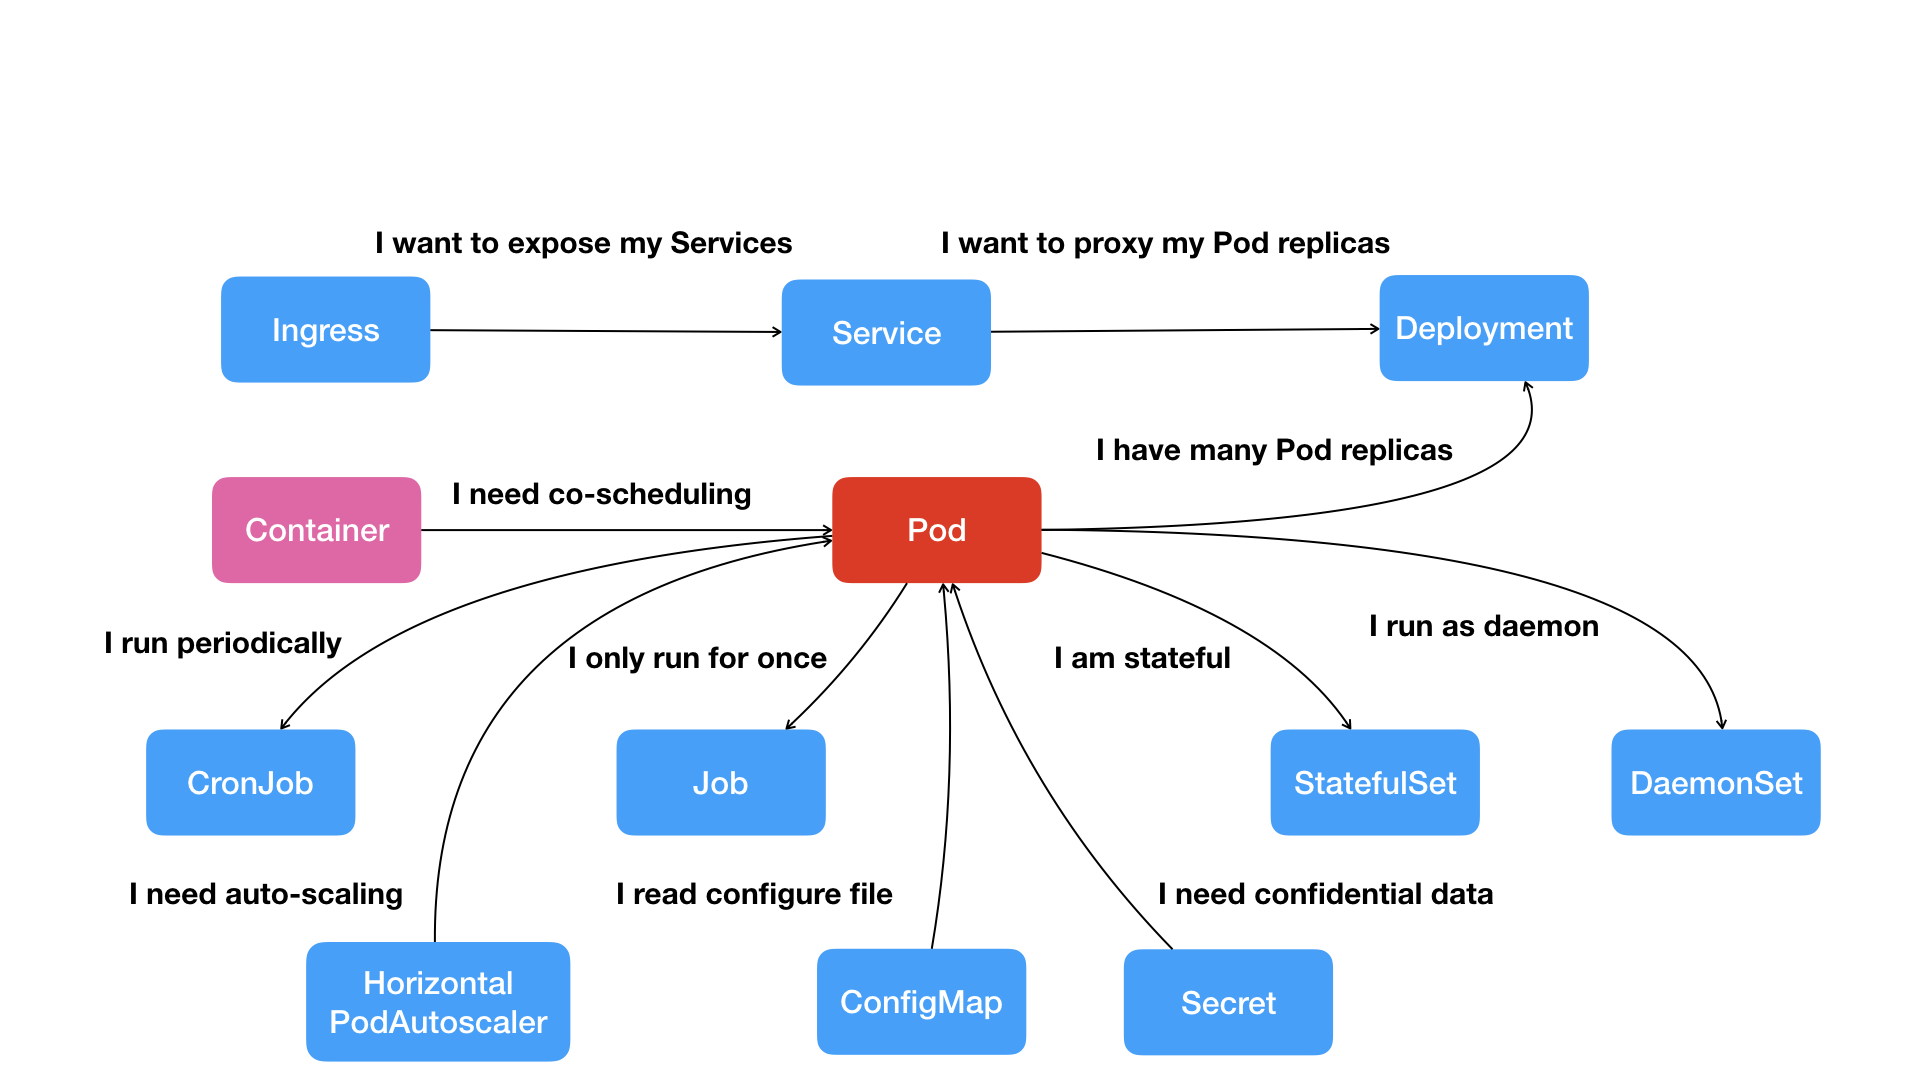 I want to expose my Services
I want to proxy my Pod replicas
Ingress
Service
Deployment
I have many Pod replicas
I need co-scheduling
Container
Pod
I run periodically
I only run for once
I am stateful
I run as daemon
CronJob
Job
StatefulSet
DaemonSet
I need auto-scaling
I read configure file
I need confidential data
Horizontal
PodAutoscaler
ConfigMap
Secret